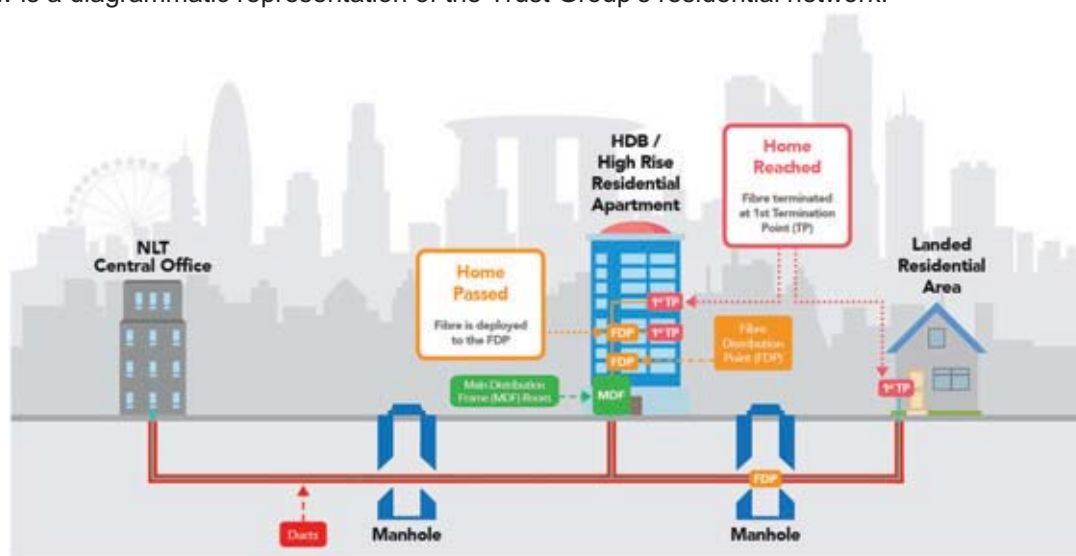 is a diagrammatic representation of the Trust Group's residential network.
HDB /
High Rise
Residential
Apartment
Home
Reached
Fibre terminated
at 1st Termination
Point (TP)
NLT
Central Office
Landed
Residential
Area
Home
Passed
Fibre is deployed
to the FDP
1st TP
FDP
1st TP
Fibre
Distribution
Point (FDP)
FDP
Main Distribution
Frame (MDF) Room
MDF
1st TP
FDP
Ducts
Manhole
Manhole